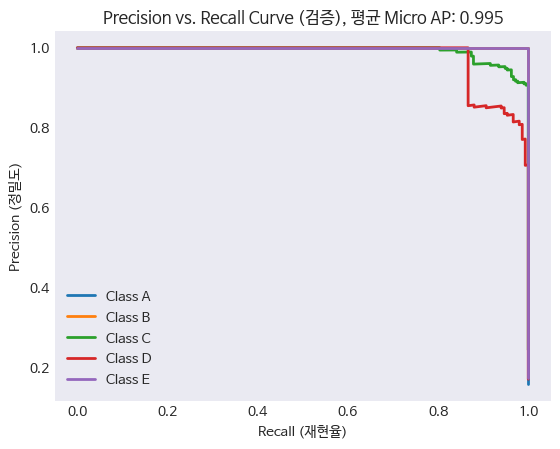 Precision vs. Recall Curve (검증), 평균 Micro AP: 0.995
Precision (정밀도)
1.0
0.8
0.6
0.4
0.2
Class A
Class B
Class C
Class D
Class E
0.0 0.2 0.4 0.6 0.8 1.0
Recall (재현율)